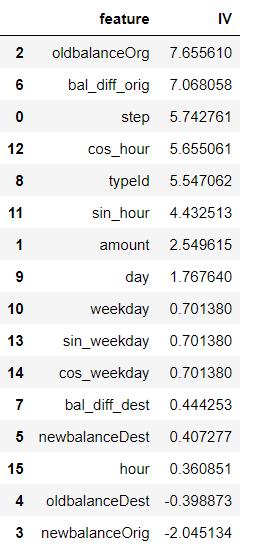 feature IV
2 oldbalanceOrg 7.655610
6 bal_diff_orig 7.068058
0 step 5.742761
12 cos_hour 5.655061
8 typeId 5.547062
11 sin_hour 4.432513
1 amount 2.549615
9 day 1.767640
10 weekday 0.701380
13 sin_weekday 0.701380
14 cos_weekday 0.701380
7 bal_diff_dest 0.444253
5 newbalanceDest 0.407277
15 hour 0.360851
4 oldbalanceDest -0.398873
3 newbalanceOrig -2.045134